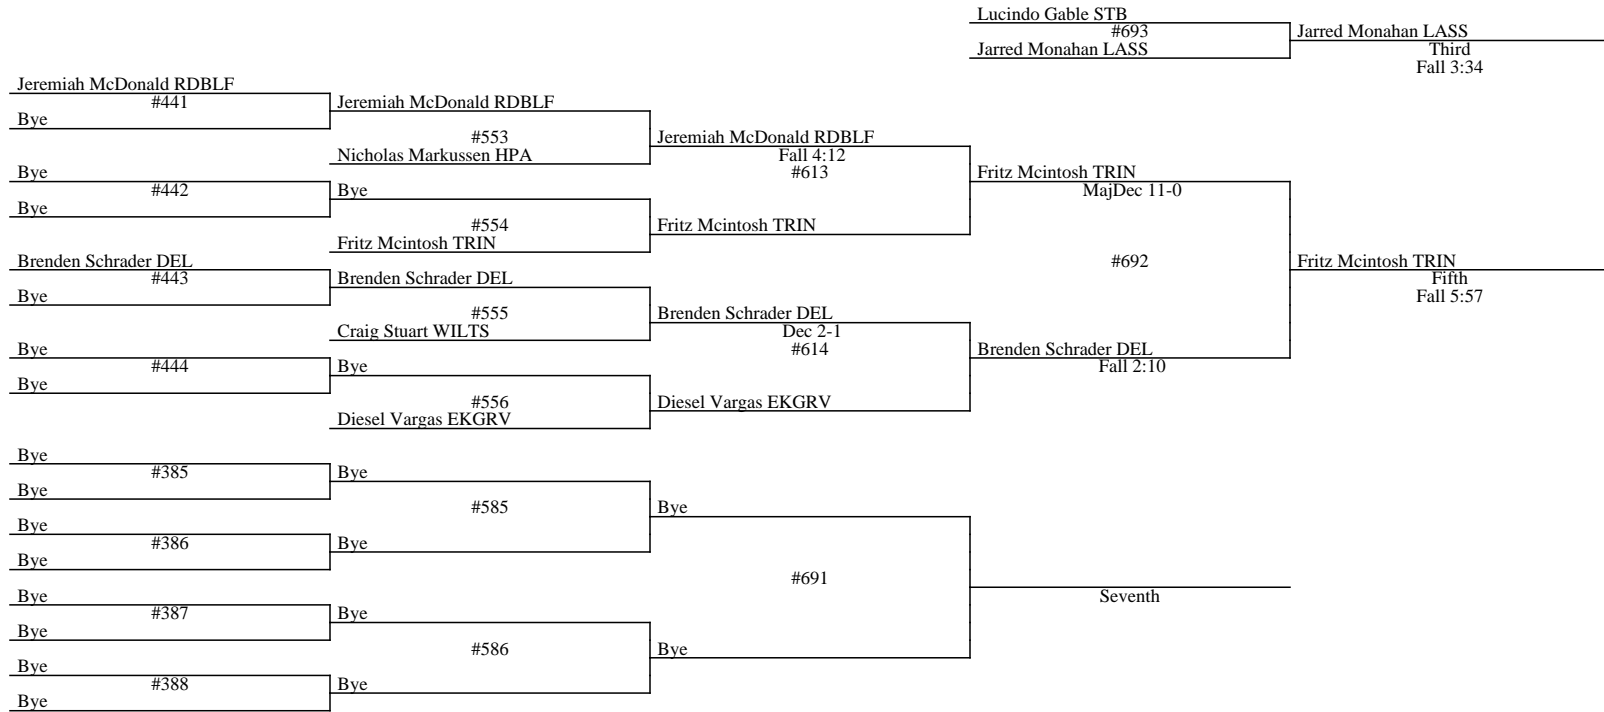 Lucindo Gable STB
#693
Jarred Monahan LASS
Jarred Monahan LASS
Third
Fall 3:34
Jeremiah McDonald RDBLF
#441
Bye
Jeremiah McDonald RDBLF
#553
Nicholas Markussen HPA
Jeremiah McDonald RDBLF
Fall 4:12
#613
Bye
#442
Bye
Bye
#554
Fritz Mcintosh TRIN
Fritz Mcintosh TRIN
Fritz Mcintosh TRIN
MajDec 11-0
#692
Fritz Mcintosh TRIN
Fifth
Fall 5:57
Brenden Schrader DEL
#443
Bye
Brenden Schrader DEL
#555
Craig Stuart WILTS
Brenden Schrader DEL
Dec 2-1
#614
Brenden Schrader DEL
Fall 2:10
Bye
#444
Bye
Bye
#556
Diesel Vargas EKGRV
Diesel Vargas EKGRV
Bye
#385
Bye
Bye
#585
Bye
Bye
#386
Bye
Bye
#691
Seventh
Bye
#387
Bye
Bye
#586
Bye
Bye
Bye
#388
Bye